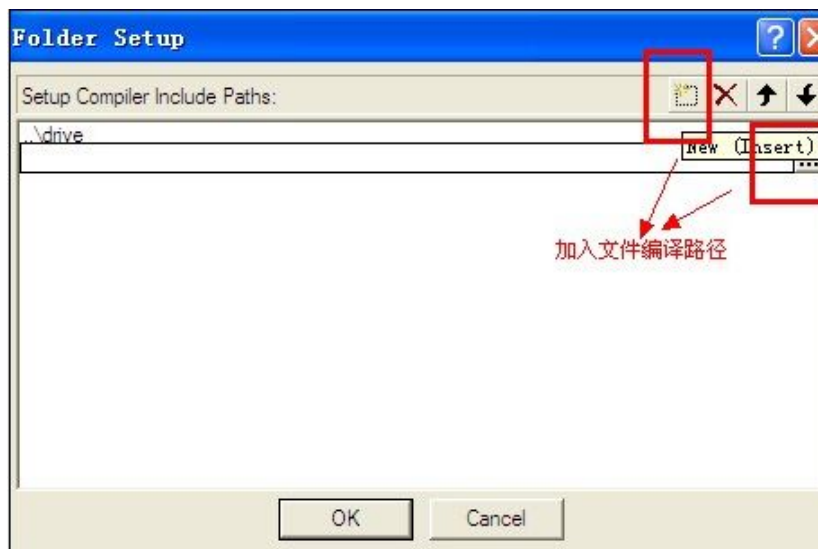 Folder Setup
Setup Compiler Include Paths:
..\drive
New (Insert)
...
加入文件编译路径
OK
Cancel